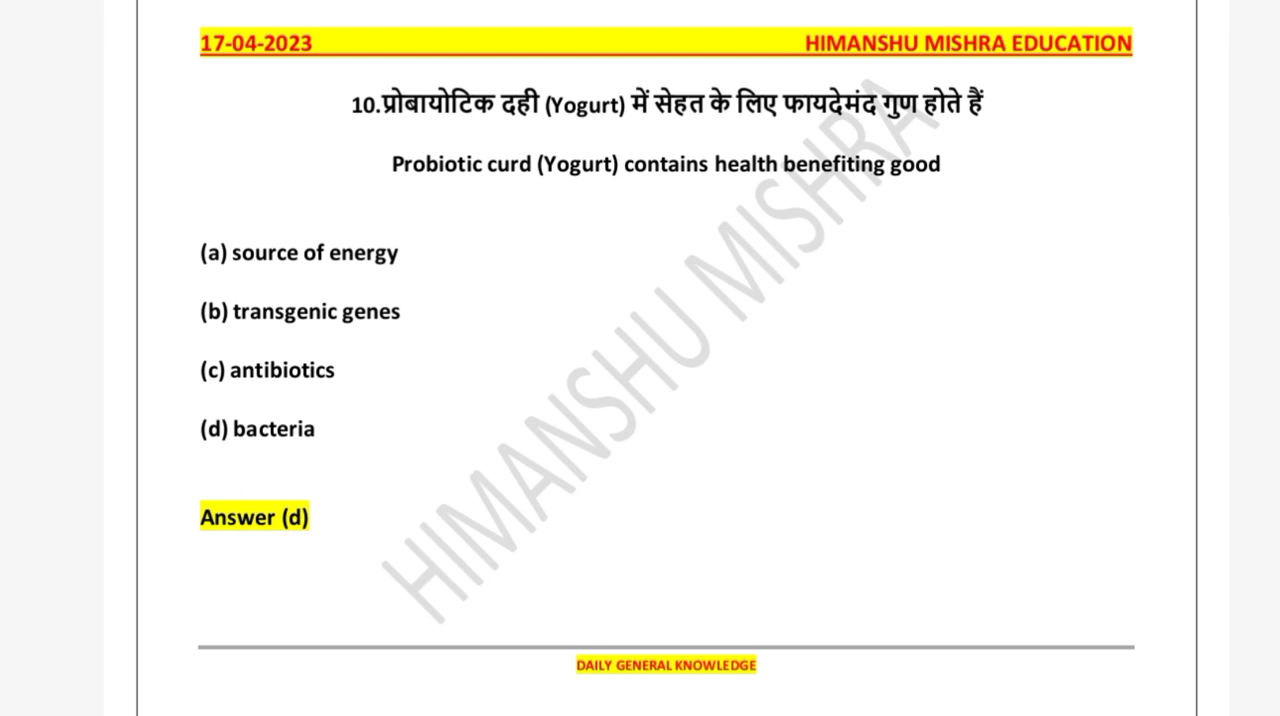 17-04-2023 HIMANSHU MISHRA EDUCATION
10.प्रोबायोटिक दही (Yogurt) में सेहत के लिए फायदेमंद गुण होते हैं
Probiotic curd (Yogurt) contains health benefiting good
(a) source of energy
(b) transgenic genes
(c) antibiotics
(d) bacteria
Answer (d)
HIMANSHU MISHRA
DAILY GENERAL KNOWLEDGE